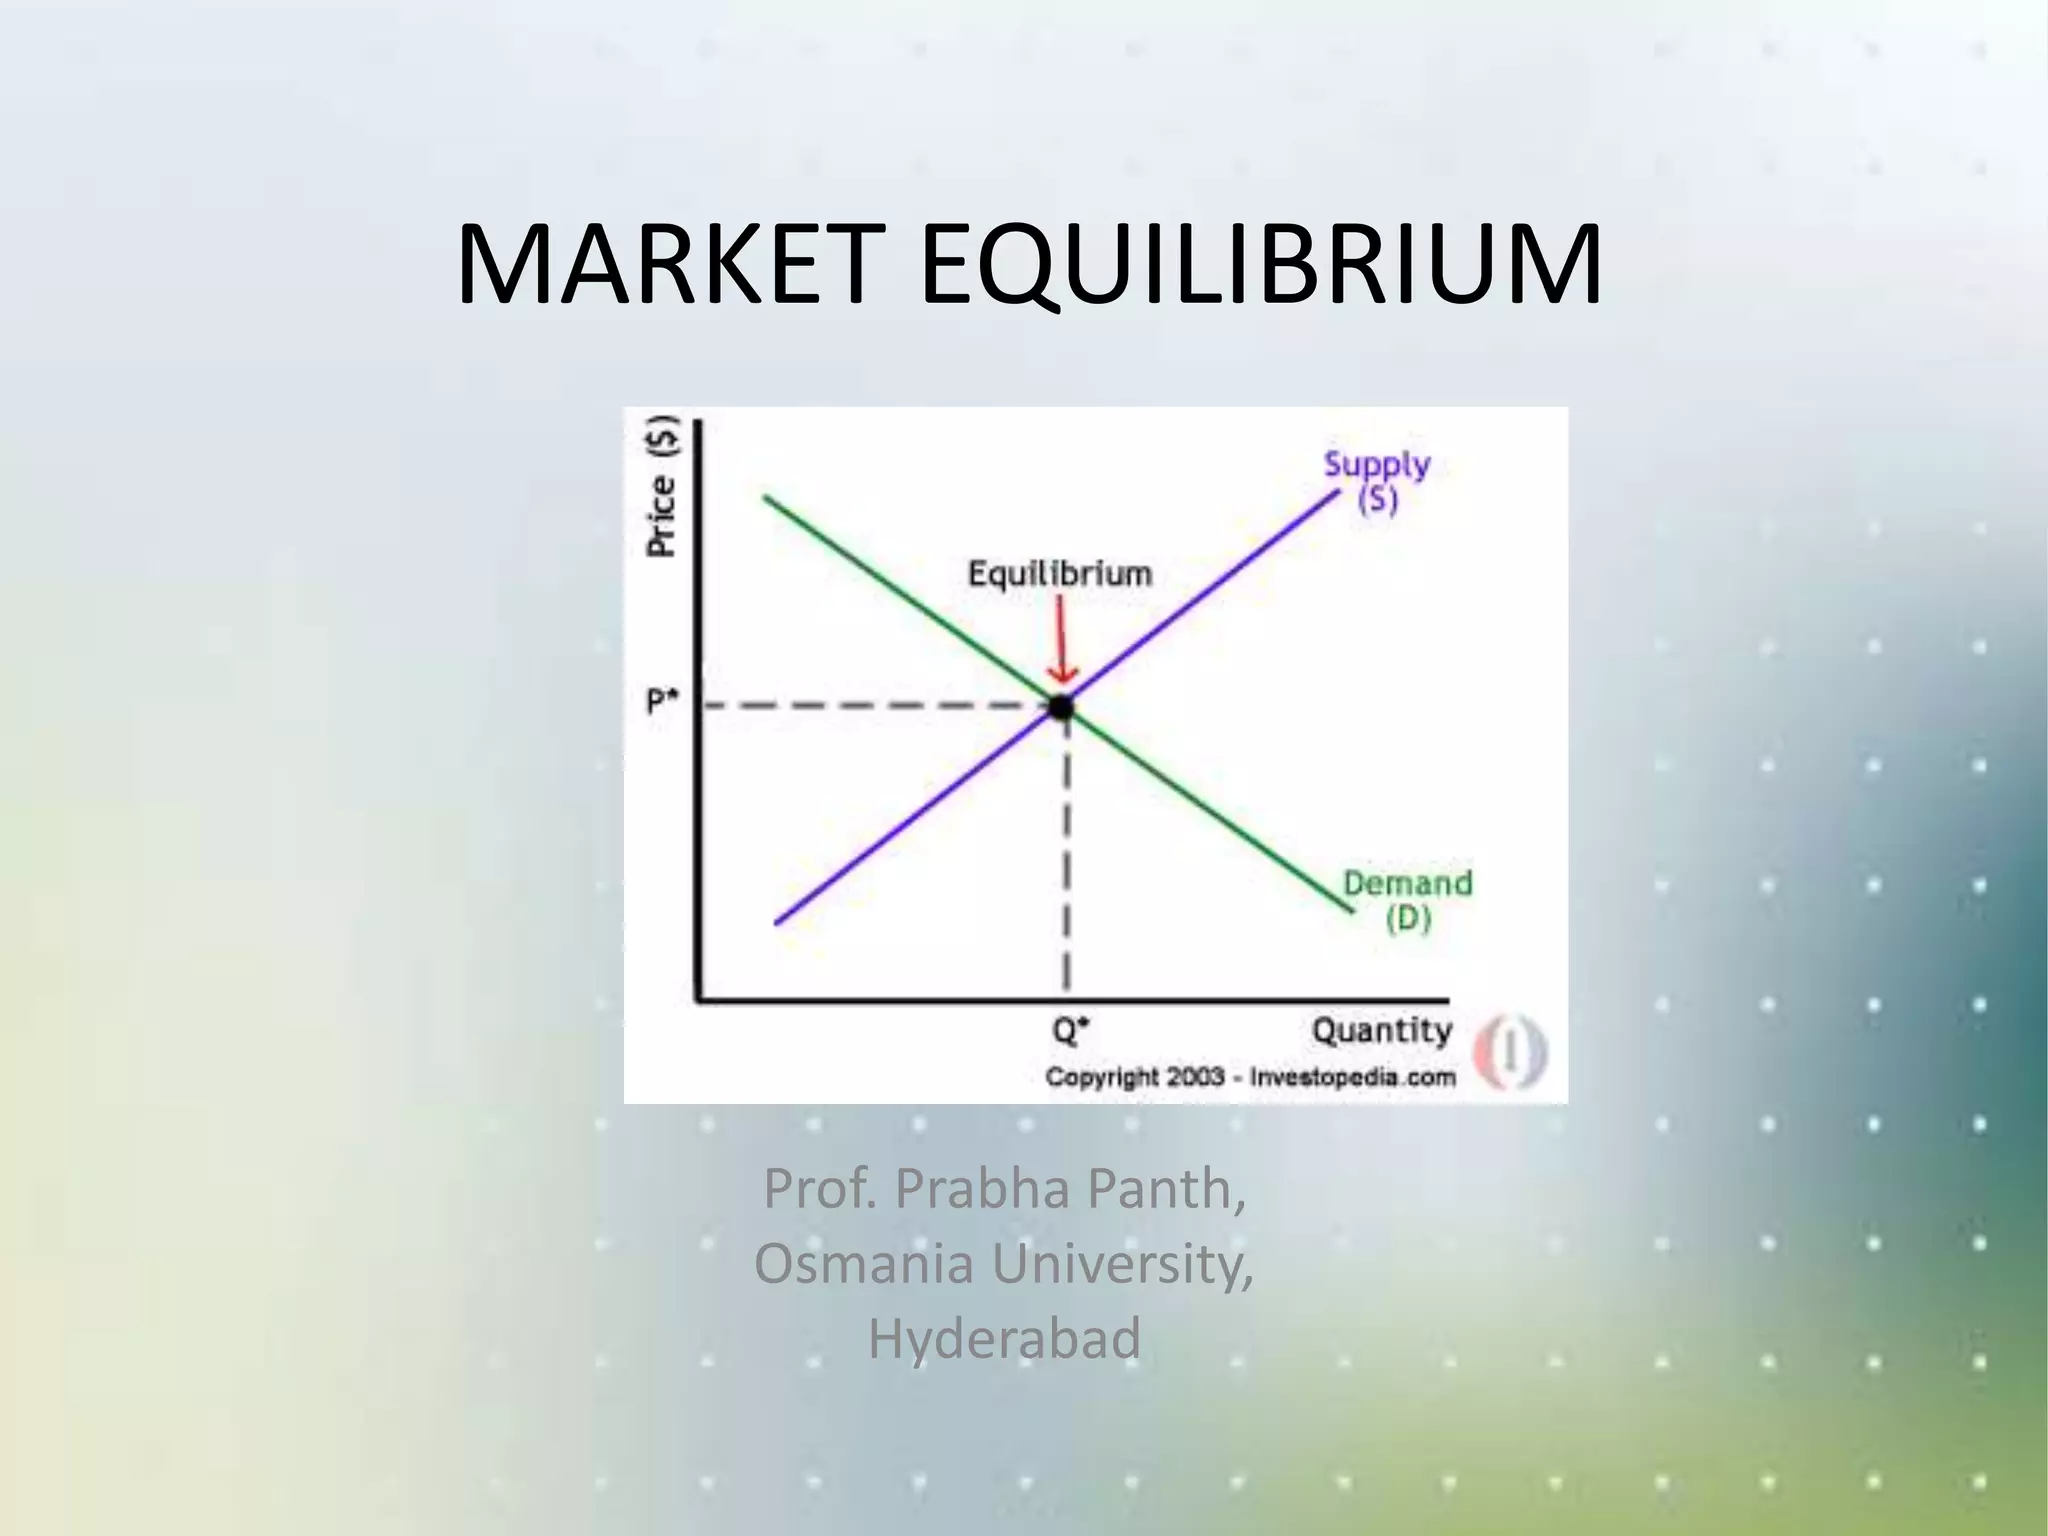 MARKET EQUILIBRIUM
Price ($)
Supply
(S)
Equilibrium
P*
Demand
(D)
Q*
Quantity
Copyright 2003 - Investopedia.com
Prof. Prabha Panth,
Osmania University,
Hyderabad